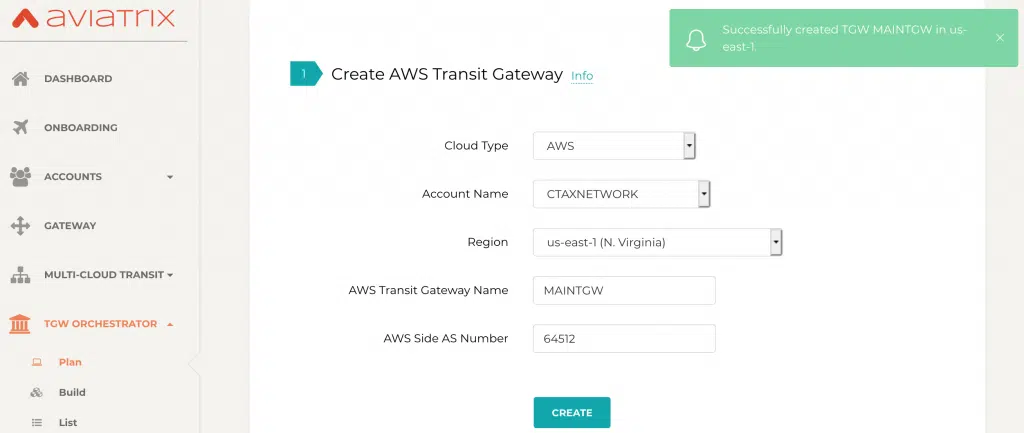 aviatrix
Successfully created TGW MAINTGW in us-
east-1
1 Create AWS Transit Gateway Info
DASHBOARD
ONBOARDING
ACCOUNTS
GATEWAY
MULTI-CLOUD TRANSIT
TGW ORCHESTRATOR
Plan
Build
List
Cloud Type AWS
Account Name CTAXNETWORK
Region us-east-1 (N. Virginia)
AWS Transit Gateway Name MAINTGW
AWS Side AS Number 64512
CREATE